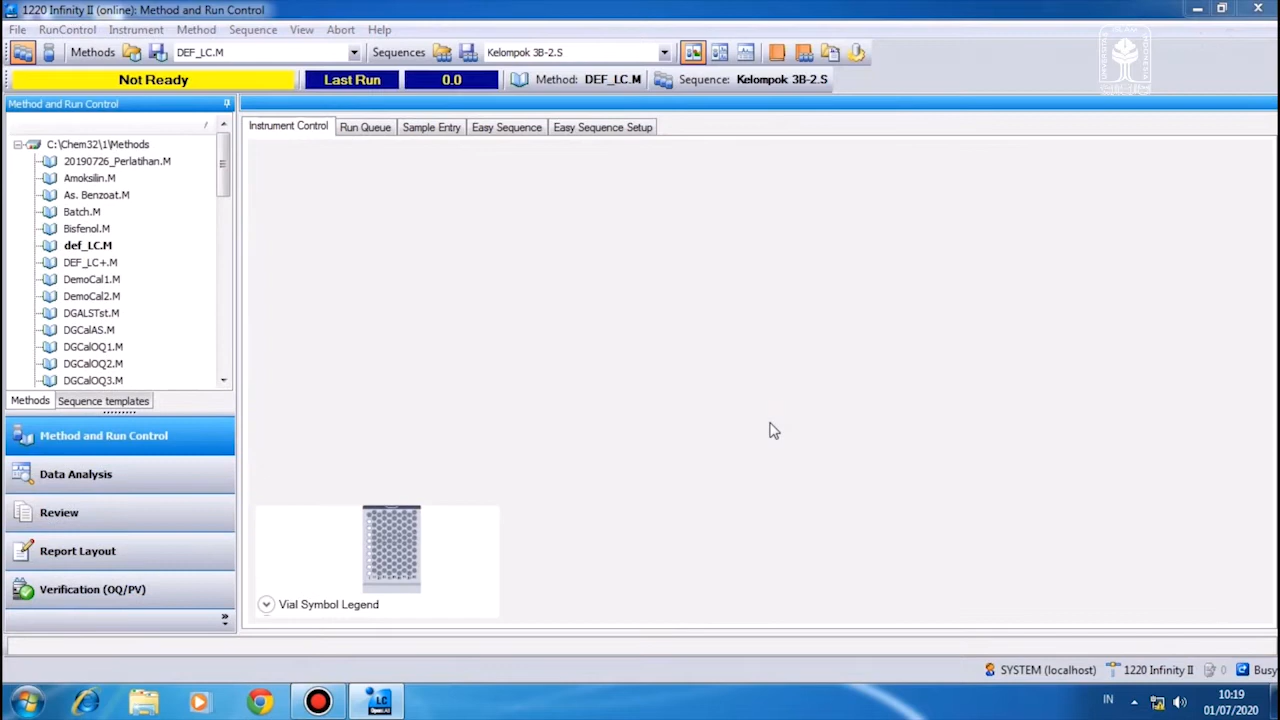 1220 Infinity II (online): Method and Run Control
File RunControl Instrument Method Sequence View Abort Help
Methods DEF_LC.M Sequences Kelompok 3B-2.S
Not Ready Last Run 0.0 Method: DEF_LC.M Sequence: Kelompok 3B-2.S
Method and Run Control
Instrument Control Run Queue Sample Entry Easy Sequence Easy Sequence Setup
C:\Chem32\1\Methods
20190726_Perlatihan.M
Amoksilin.M
As. Benzoat.M
Batch.M
Bisfenol.M
def_LC.M
DEF_LC+.M
DemoCal1.M
DemoCal2.M
DGALSTst.M
DGCalAS.M
DGCalOQ1.M
DGCalOQ2.M
DGCalOQ3.M
Methods Sequence templates
Method and Run Control
Data Analysis
Review
Report Layout
Verification (OQ/PV)
Vial Symbol Legend
SYSTEM (localhost) 1220 Infinity II 0 Busy
LC
OpenLAB
IN 10:19
01/07/2020